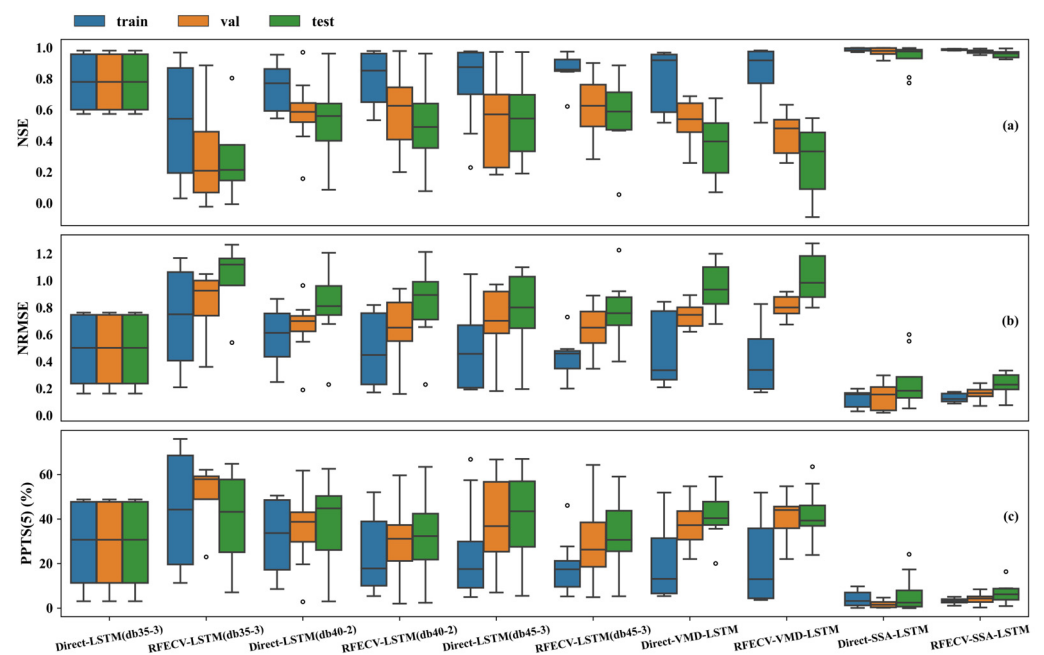 train val test
1.0
0.8
0.6
0.4
0.2
0.0
NSE
(a)
1.2
1.0
0.8
0.6
0.4
0.2
0.0
NRMSE
(b)
60
40
20
0
PPTS(5) (%)
(c)
Direct-LSTM(db35-3) RFECV-LSTM(db35-3) Direct-LSTM(db40-2) RFECV-LSTM(db40-2) Direct-LSTM(db45-3) RFECV-LSTM(db45-3) Direct-VMD-LSTM RFECV-VMD-LSTM Direct-SSA-LSTM RFECV-SSA-LSTM